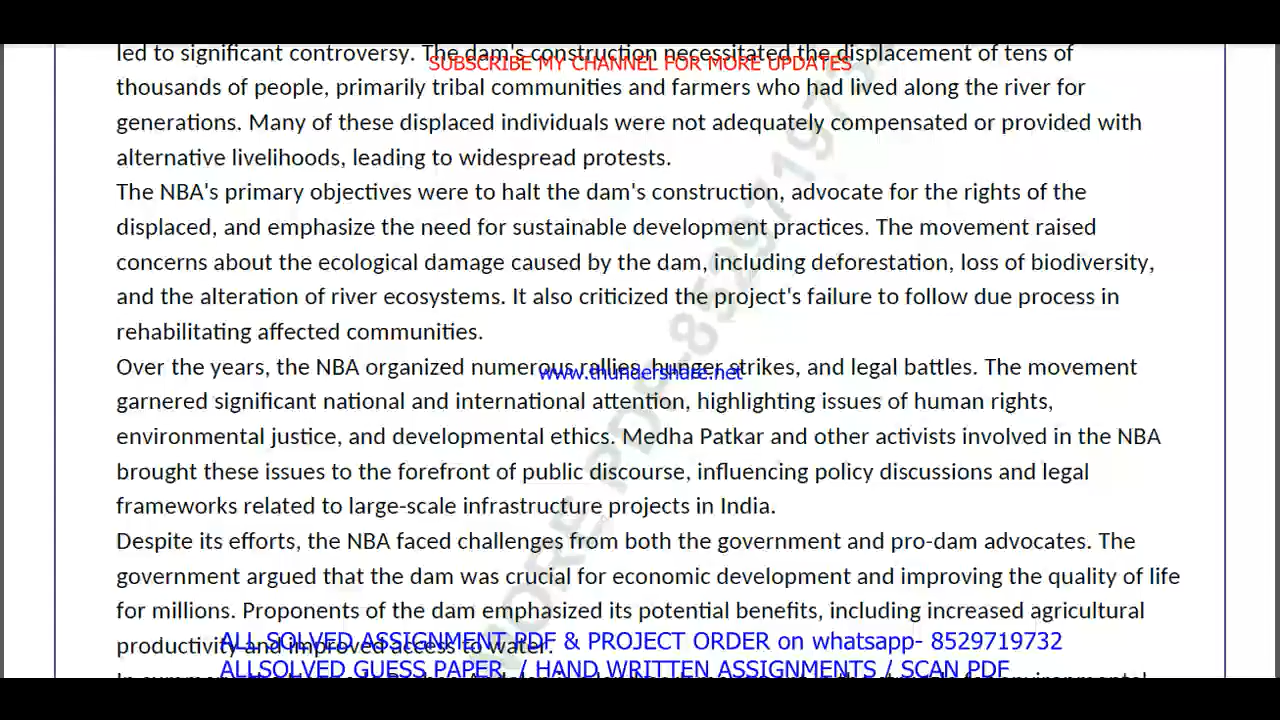 led to significant controversy. The dam's construction necessitated the displacement of tens of
SUBSCRIBE MY CHANNEL FOR MORE UPDATES
thousands of people, primarily tribal communities and farmers who had lived along the river for
generations. Many of these displaced individuals were not adequately compensated or provided with
alternative livelihoods, leading to widespread protests.
The NBA's primary objectives were to halt the dam's construction, advocate for the rights of the
displaced, and emphasize the need for sustainable development practices. The movement raised
concerns about the ecological damage caused by the dam, including deforestation, loss of biodiversity,
and the alteration of river ecosystems. It also criticized the project's failure to follow due process in
rehabilitating affected communities.
Over the years, the NBA organized numerous rallies, hunger strikes, and legal battles. The movement
www.thundershare.net
garnered significant national and international attention, highlighting issues of human rights,
environmental justice, and developmental ethics. Medha Patkar and other activists involved in the NBA
brought these issues to the forefront of public discourse, influencing policy discussions and legal
frameworks related to large-scale infrastructure projects in India.
Despite its efforts, the NBA faced challenges from both the government and pro-dam advocates. The
government argued that the dam was crucial for economic development and improving the quality of life
for millions. Proponents of the dam emphasized its potential benefits, including increased agricultural
productivity and improved access to water.
ALL SOLVED ASSIGNMENT PDF & PROJECT ORDER on whatsapp- 8529719732
ALLSOLVED GUESS PAPER / HAND WRITTEN ASSIGNMENTS / SCAN PDF
MORE PDF-8529719732